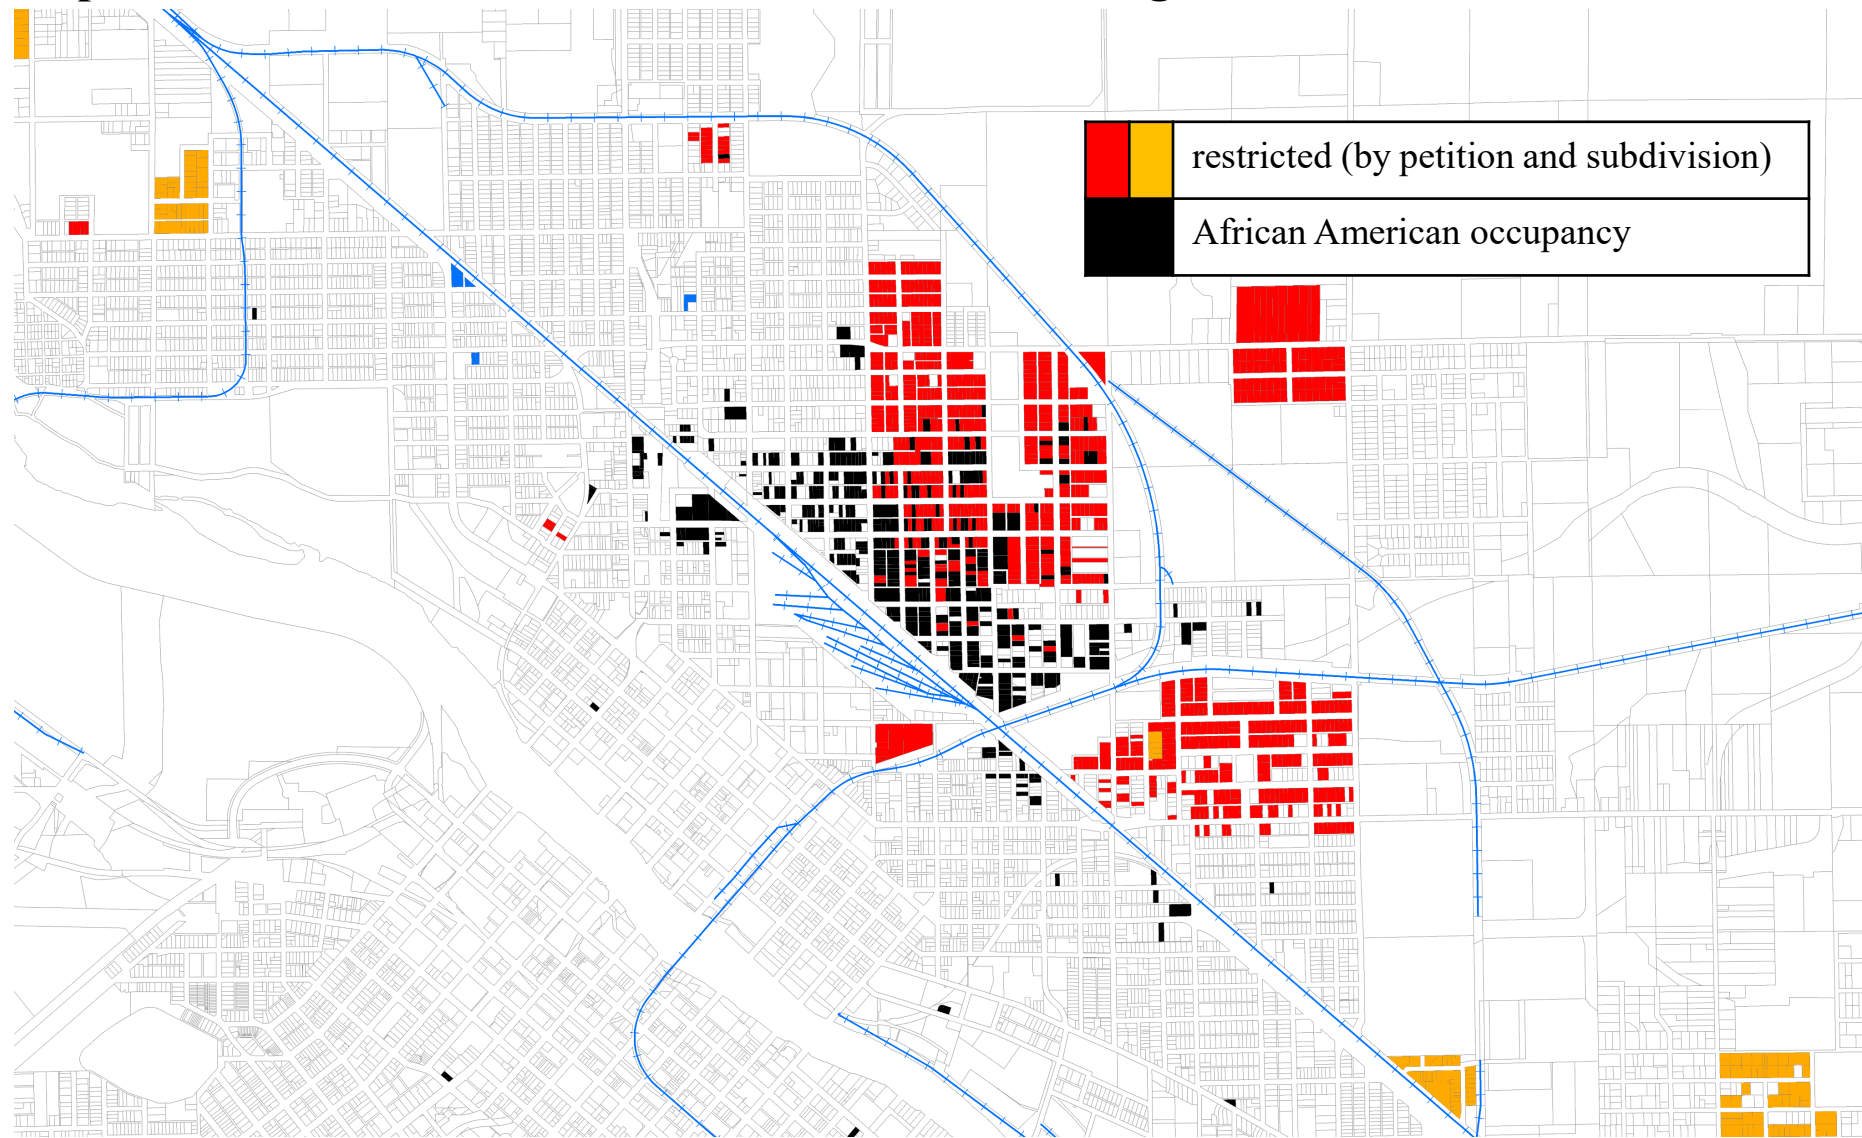 restricted (by petition and subdivision)
African American occupancy